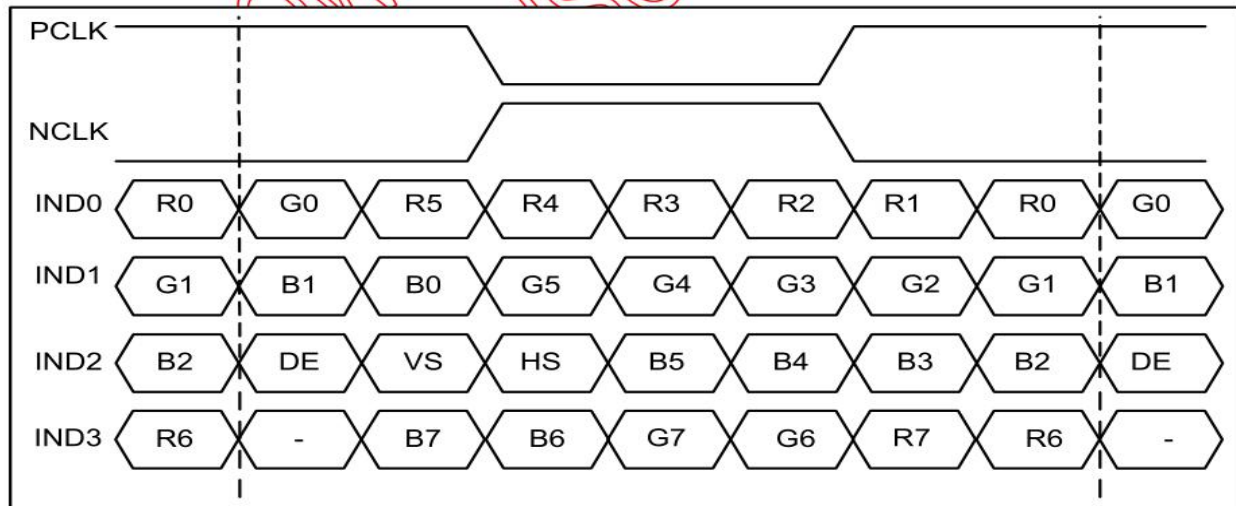 PCLK
NCLK
IND0 R0 G0 R5 R4 R3 R2 R1 R0 G0
IND1 G1 B1 B0 G5 G4 G3 G2 G1 B1
IND2 B2 DE VS HS B5 B4 B3 B2 DE
IND3 R6 - B7 B6 G7 G6 R7 R6 -